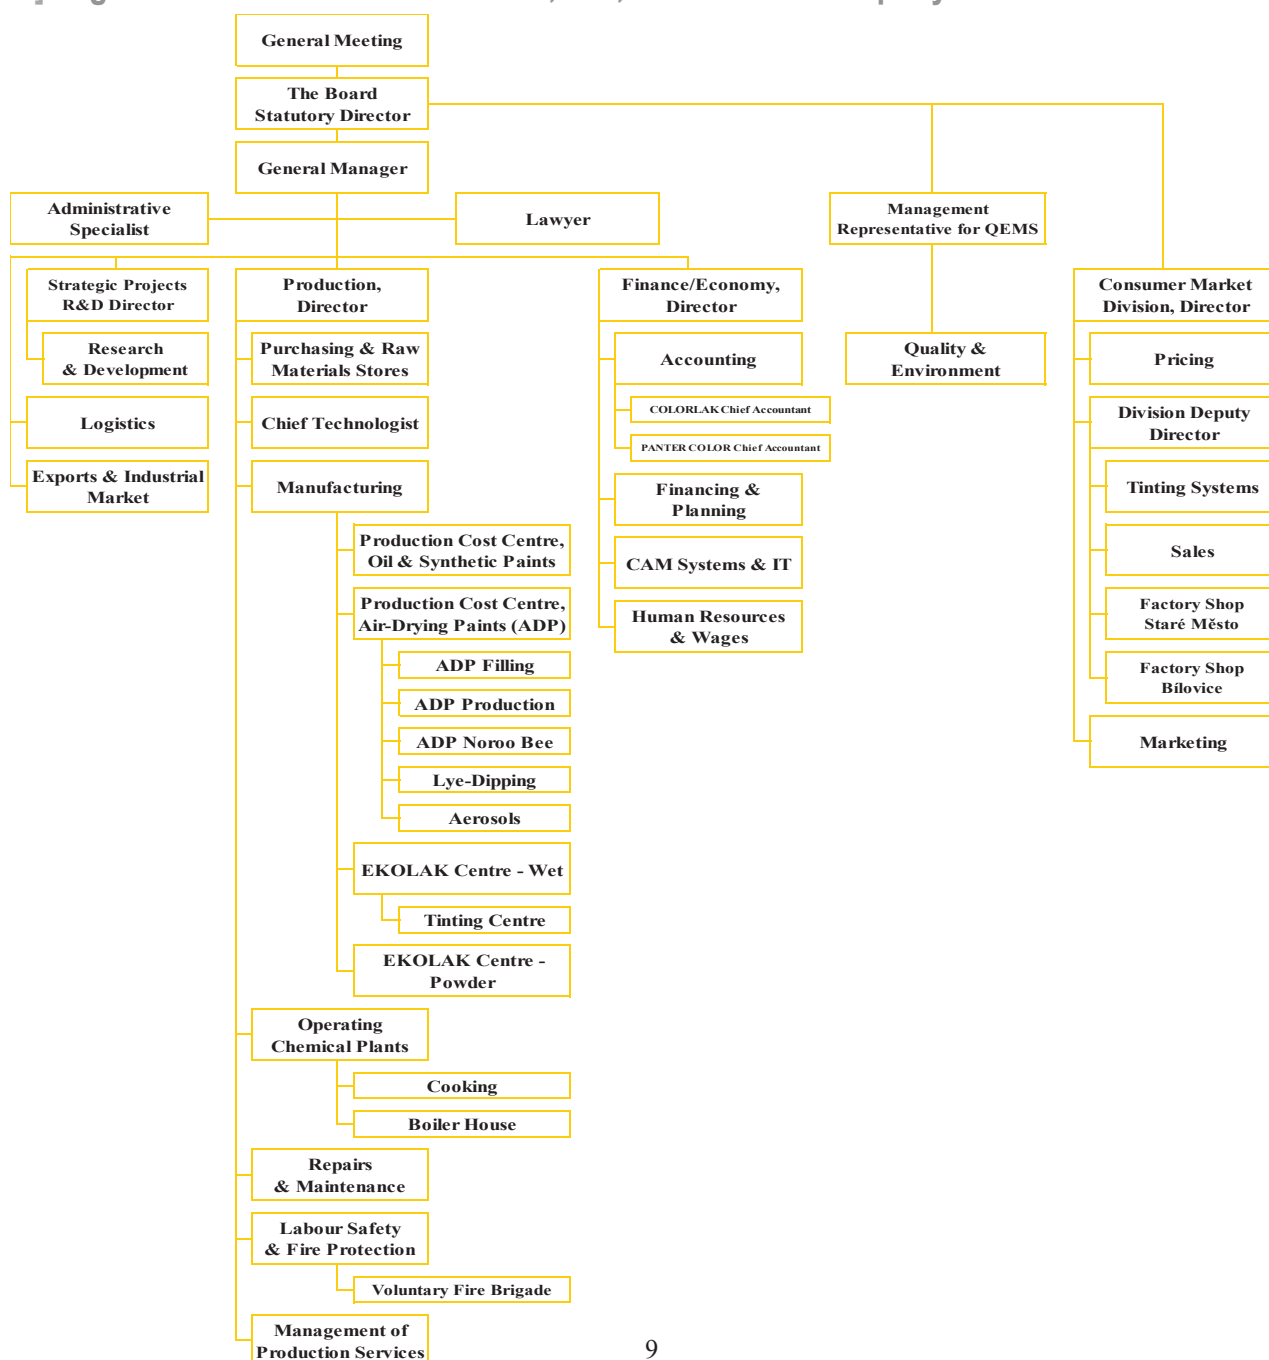 General Meeting
The Board
Statutory Director
General Manager
Administrative
Specialist
Lawyer
Management
Representative for QEMS
Strategic Projects
R&D Director
Research
& Development
Logistics
Exports & Industrial
Market
Production,
Director
Purchasing & Raw
Materials Stores
Chief Technologist
Manufacturing
Production Cost Centre,
Oil & Synthetic Paints
Production Cost Centre,
Air-Drying Paints (ADP)
ADP Filling
ADP Production
ADP Noroo Bee
Lye-Dipping
Aerosols
EKOLAK Centre - Wet
Tinting Centre
EKOLAK Centre -
Powder
Operating
Chemical Plants
Cooking
Boiler House
Repairs
& Maintenance
Labour Safety
& Fire Protection
Voluntary Fire Brigade
Management of
Production Services
Finance/Economy,
Director
Accounting
COLORLAK Chief Accountant
PANTER COLOR Chief Accountant
Financing &
Planning
CAM Systems & IT
Human Resources
& Wages
Quality &
Environment
Consumer Market
Division, Director
Pricing
Division Deputy
Director
Tinting Systems
Sales
Factory Shop
Staré Město
Factory Shop
Bílovice
Marketing
9